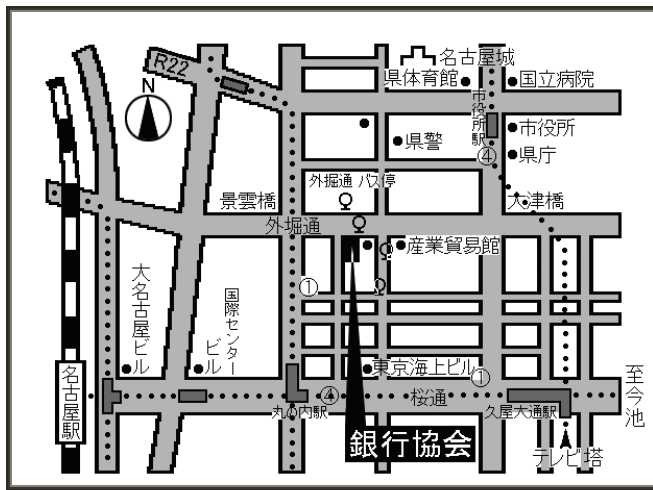 R22
N
名古屋城
県体育館
国立病院
市役所駅
市役所
県警
④
県庁
外堀通 バス停
景雲橋
大津橋
外堀通
産業貿易館
①
大名古屋ビル
国際センタービル
東京海上ビル
①
名古屋駅
丸の内駅
④
桜通
久屋大通駅
至今池
銀行協会
テレビ塔